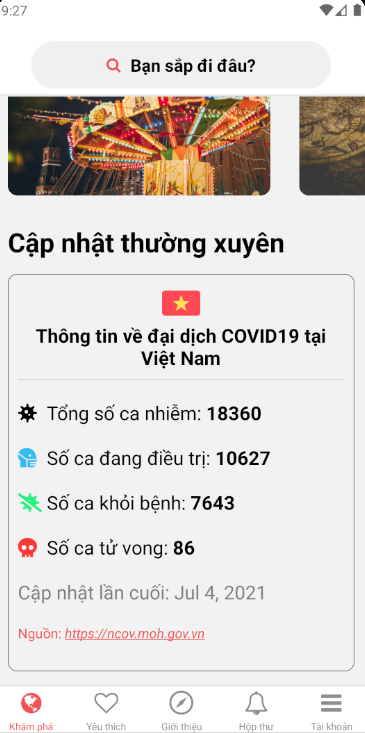 9:27
Bạn sắp đi đâu?
Cập nhật thường xuyên
Thông tin về đại dịch COVID19 tại
Việt Nam
Tổng số ca nhiễm: 18360
Số ca đang điều trị: 10627
Số ca khỏi bệnh: 7643
Số ca tử vong: 86
Cập nhật lần cuối: Jul 4, 2021
Nguồn: https://ncov.moh.gov.vn
Khám phá Yêu thích Giới thiệu Hộp thư Tài khoản